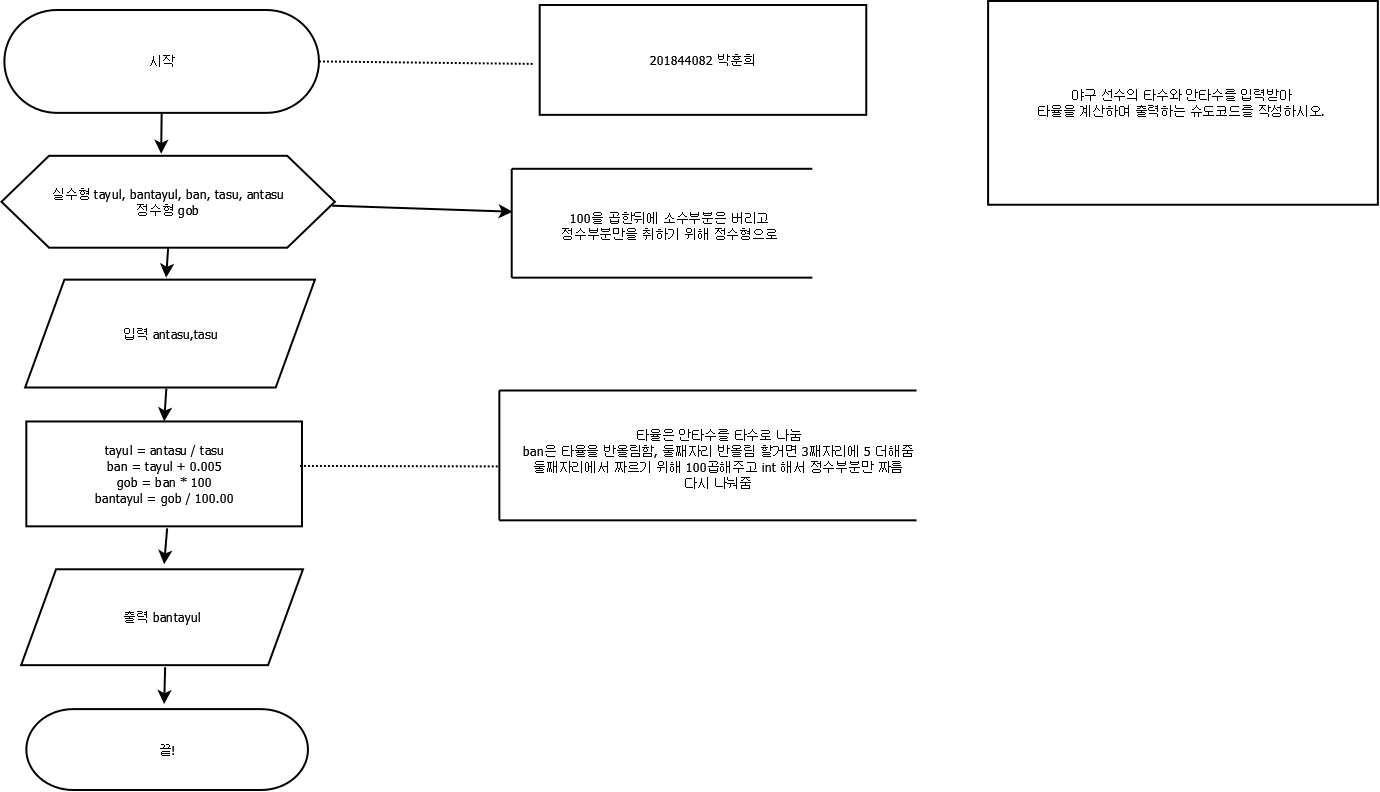 시작
201844082 박훈희
야구 선수의 타수와 안타수를 입력받아
타율을 계산하며 출력하는 슈도코드를 작성하시오.
실수형 tayul, bantayul, ban, tasu, antasu
정수형 gob
100을 곱한뒤에 소수부분은 버리고
정수부분만을 취하기 위해 정수형으로
입력 antasu,tasu
tayul = antasu / tasu
ban = tayul + 0.005
gob = ban * 100
bantayul = gob / 100.00
타율은 안타수를 타수로 나눔
ban은 타율을 반올림함, 둘째자리 반올림 할거면 3째자리에 5 더해줌
둘째자리에서 짜르기 위해 100곱해주고 int 해서 정수부분만 짜름
다시 나눠줌
출력 bantayul
끝!